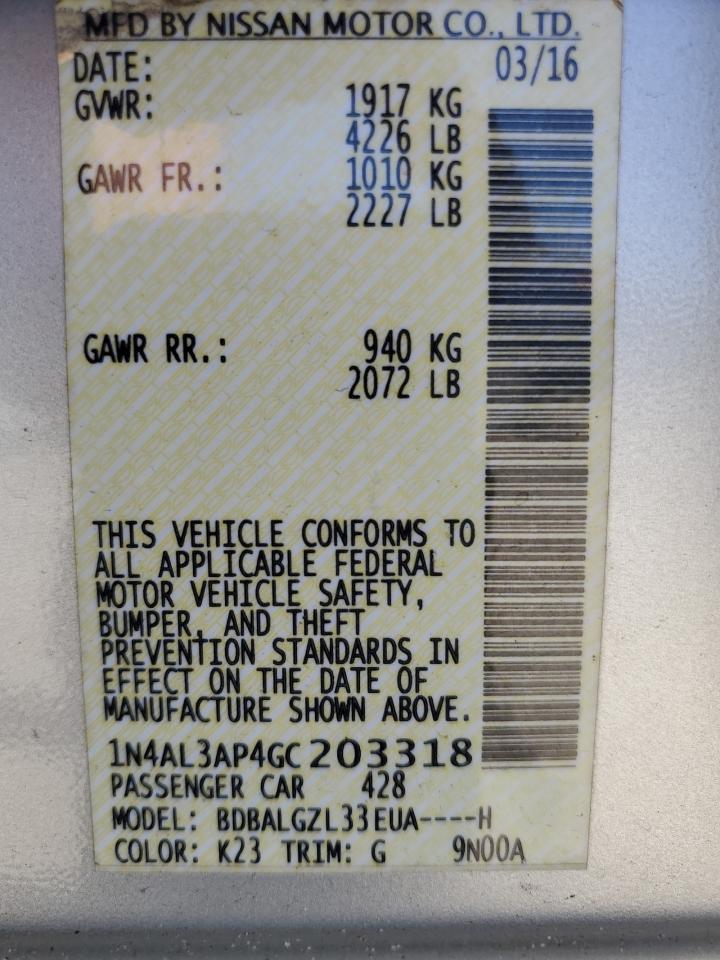 MFD BY NISSAN MOTOR CO., LTD.
DATE: 03/16
GVWR: 1917 KG
4226 LB
GAWR FR.: 1010 KG
2227 LB
GAWR RR.: 940 KG
2072 LB
THIS VEHICLE CONFORMS TO
ALL APPLICABLE FEDERAL
MOTOR VEHICLE SAFETY,
BUMPER, AND THEFT
PREVENTION STANDARDS IN
EFFECT ON THE DATE OF
MANUFACTURE SHOWN ABOVE.
1N4AL3AP4GC203318
PASSENGER CAR 428
MODEL: BDBALGZL33EUA----H
COLOR: K23 TRIM: G 9N00A